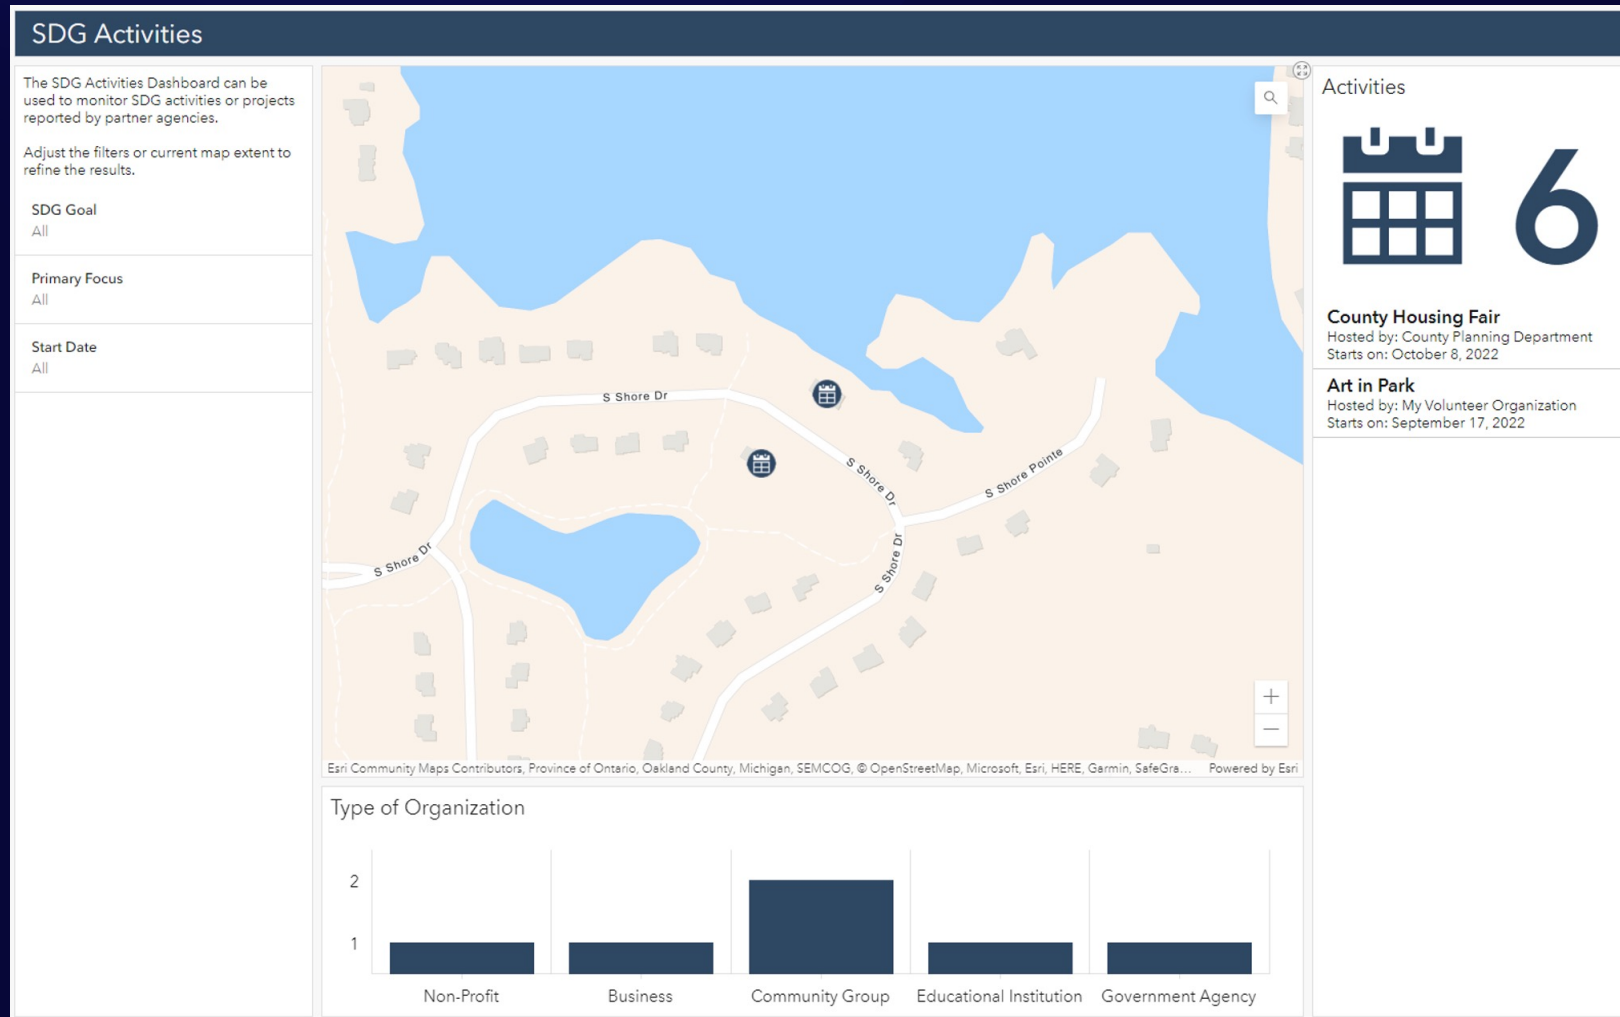 SDG Activities
The SDG Activities Dashboard can be
used to monitor SDG activities or projects
reported by partner agencies.
Adjust the filters or current map extent to
refine the results.
SDG Goal
All
Primary Focus
All
Start Date
All
S Shore Dr
S Shore Dr
S Shore Pointe
S Shore Dr
S Shore Dr
+
−
Esri Community Maps Contributors, Province of Ontario, Oakland County, Michigan, SEMCOG, © OpenStreetMap, Microsoft, Esri, HERE, Garmin, SafeGra... Powered by Esri
Type of Organization
2
1
Non-Profit
Business
Community Group
Educational Institution
Government Agency
Activities
6
County Housing Fair
Hosted by: County Planning Department
Starts on: October 8, 2022
Art in Park
Hosted by: My Volunteer Organization
Starts on: September 17, 2022